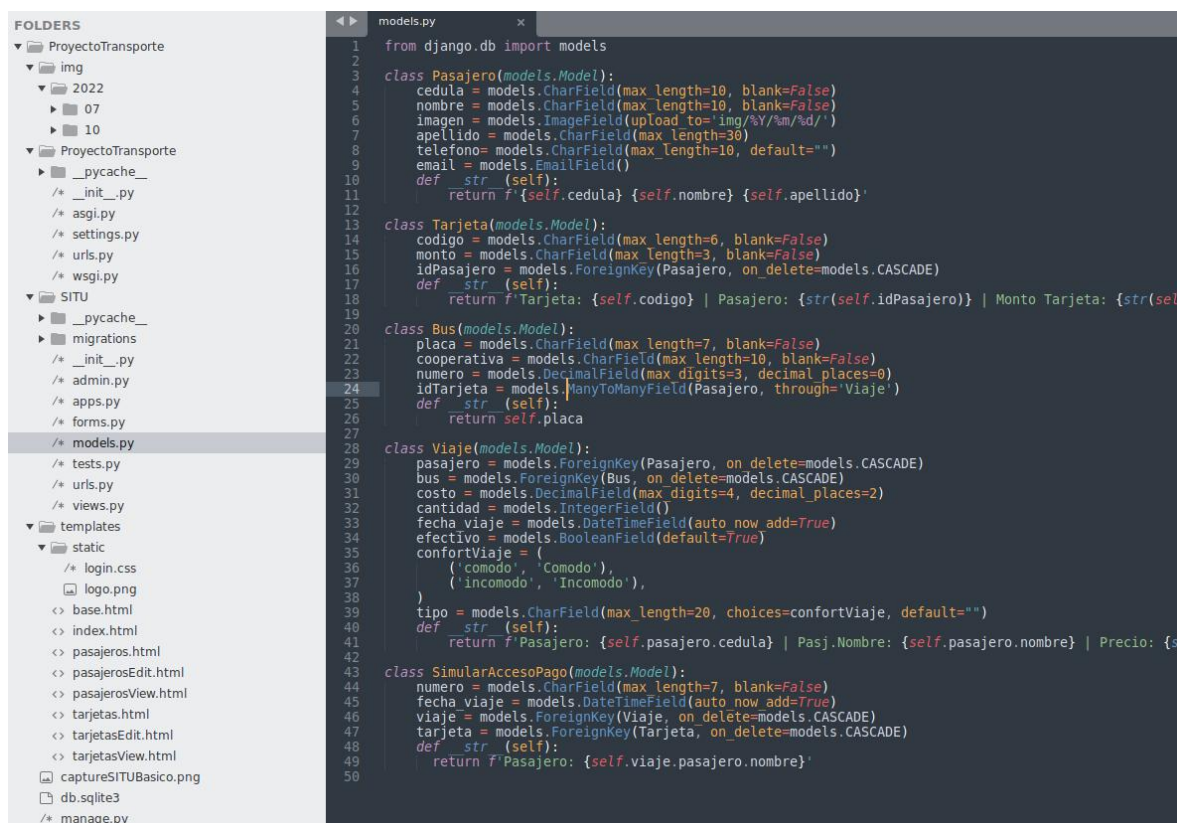 FOLDERS
ProyectoTransporte
img
2022
07
10
ProyectoTransporte
__pycache__
/* __init__.py
/* asgi.py
/* settings.py
/* urls.py
/* wsgi.py
SITU
__pycache__
migrations
/* __init__.py
/* admin.py
/* apps.py
/* forms.py
/* models.py
/* tests.py
/* urls.py
/* views.py
templates
static
/* login.css
logo.png
<> base.html
<> index.html
<> pasajeros.html
<> pasajerosEdit.html
<> pasajerosView.html
<> tarjetas.html
<> tarjetasEdit.html
<> tarjetasView.html
captureSITUBasico.png
db.sqlite3
/* manage.py
models.py ×
1 from django.db import models
2
3 class Pasajero(models.Model):
4 cedula = models.CharField(max_length=10, blank=False)
5 nombre = models.CharField(max_length=10, blank=False)
6 imagen = models.ImageField(upload_to='img/%Y/%m/%d/')
7 apellido = models.CharField(max_length=30)
8 telefono= models.CharField(max_length=10, default="")
9 email = models.EmailField()
10 def __str__(self):
11 return f'{self.cedula} {self.nombre} {self.apellido}'
12
13 class Tarjeta(models.Model):
14 codigo = models.CharField(max_length=6, blank=False)
15 monto = models.CharField(max_length=3, blank=False)
16 idPasajero = models.ForeignKey(Pasajero, on_delete=models.CASCADE)
17 def __str__(self):
18 return f'Tarjeta: {self.codigo} | Pasajero: {str(self.idPasajero)} | Monto Tarjeta: {str(sel
19
20 class Bus(models.Model):
21 placa = models.CharField(max_length=7, blank=False)
22 cooperativa = models.CharField(max_length=10, blank=False)
23 numero = models.DecimalField(max_digits=3, decimal_places=0)
24 idTarjeta = models.ManyToManyField(Pasajero, through='Viaje')
25 def __str__(self):
26 return self.placa
27
28 class Viaje(models.Model):
29 pasajero = models.ForeignKey(Pasajero, on_delete=models.CASCADE)
30 bus = models.ForeignKey(Bus, on_delete=models.CASCADE)
31 costo = models.DecimalField(max_digits=4, decimal_places=2)
32 cantidad = models.IntegerField()
33 fecha_viaje = models.DateTimeField(auto_now_add=True)
34 efectivo = models.BooleanField(default=True)
35 confortViaje = (
36 ('comodo', 'Comodo'),
37 ('incomodo', 'Incomodo'),
38 )
39 tipo = models.CharField(max_length=20, choices=confortViaje, default="")
40 def __str__(self):
41 return f'Pasajero: {self.pasajero.cedula} | Pasj.Nombre: {self.pasajero.nombre} | Precio: {s
42
43 class SimularAccesoPago(models.Model):
44 numero = models.CharField(max_length=7, blank=False)
45 fecha_viaje = models.DateTimeField(auto_now_add=True)
46 viaje = models.ForeignKey(Viaje, on_delete=models.CASCADE)
47 tarjeta = models.ForeignKey(Tarjeta, on_delete=models.CASCADE)
48 def __str__(self):
49 return f'Pasajero: {self.viaje.pasajero.nombre}'
50